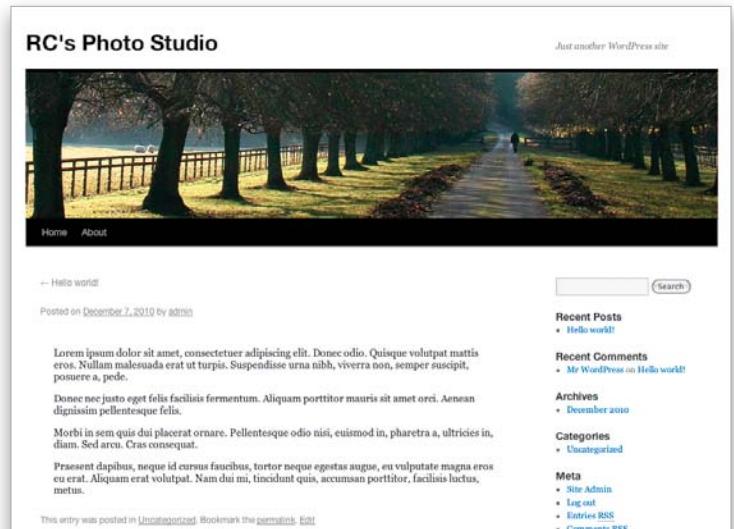 RC's Photo Studio
Just another WordPress site
Home About
← Hello world!
Posted on December 7, 2010 by admin
Lorem ipsum dolor sit amet, consectetuer adipiscing elit. Donec odio. Quisque volutpat mattis
eros. Nullam malesuada erat ut turpis. Suspendisse urna nibh, viverra non, semper suscipit,
posuere a, pede.
Donec nec justo eget felis facilisis fermentum. Aliquam porttitor mauris sit amet orci. Aenean
dignissim pellentesque felis.
Morbi in sem quis dui placerat ornare. Pellentesque odio nisi, euismod in, pharetra a, ultricies in,
diam. Sed arcu. Cras consequat.
Praesent dapibus, neque id cursus faucibus, tortor neque egestas augue, eu vulputate magna eros
eu erat. Aliquam erat volutpat. Nam dui mi, tincidunt quis, accumsan porttitor, facilisis luctus,
metus.
This entry was posted in Uncategorized. Bookmark the permalink. Edit
Search
Recent Posts
Hello world!
Recent Comments
Mr WordPress on Hello world!
Archives
December 2010
Categories
Uncategorized
Meta
Site Admin
Log out
Entries RSS
Comments RSS